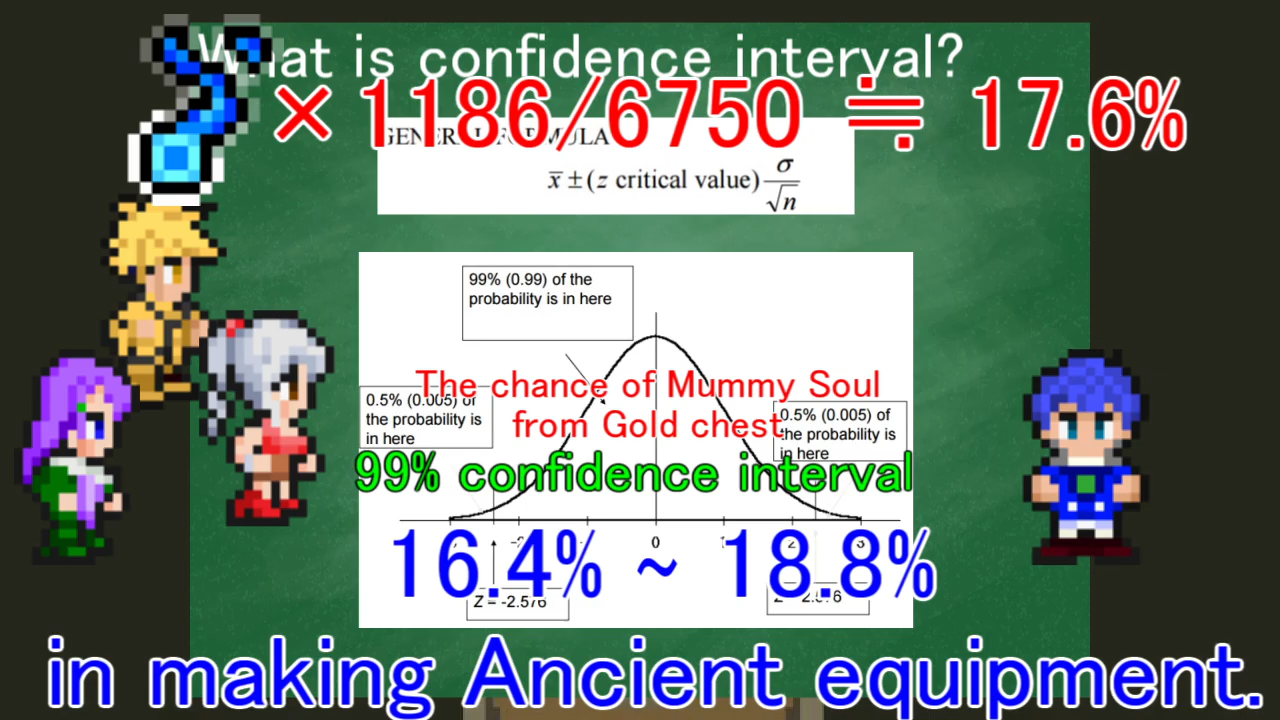 What is confidence interval?
× 1186/6750 ≒ 17.6%
GENERAL FORMULA
x̄ ± (z critical value) σ/√n
99% (0.99) of the
probability is in here
The chance of Mummy Soul
from Gold chest
0.5% (0.005) of
the probability is
in here
0.5% (0.005) of
the probability is
in here
99% confidence interval
0
16.4% ~ 18.8%
Z = -2.576
Z = 2.576
in making Ancient equipment.